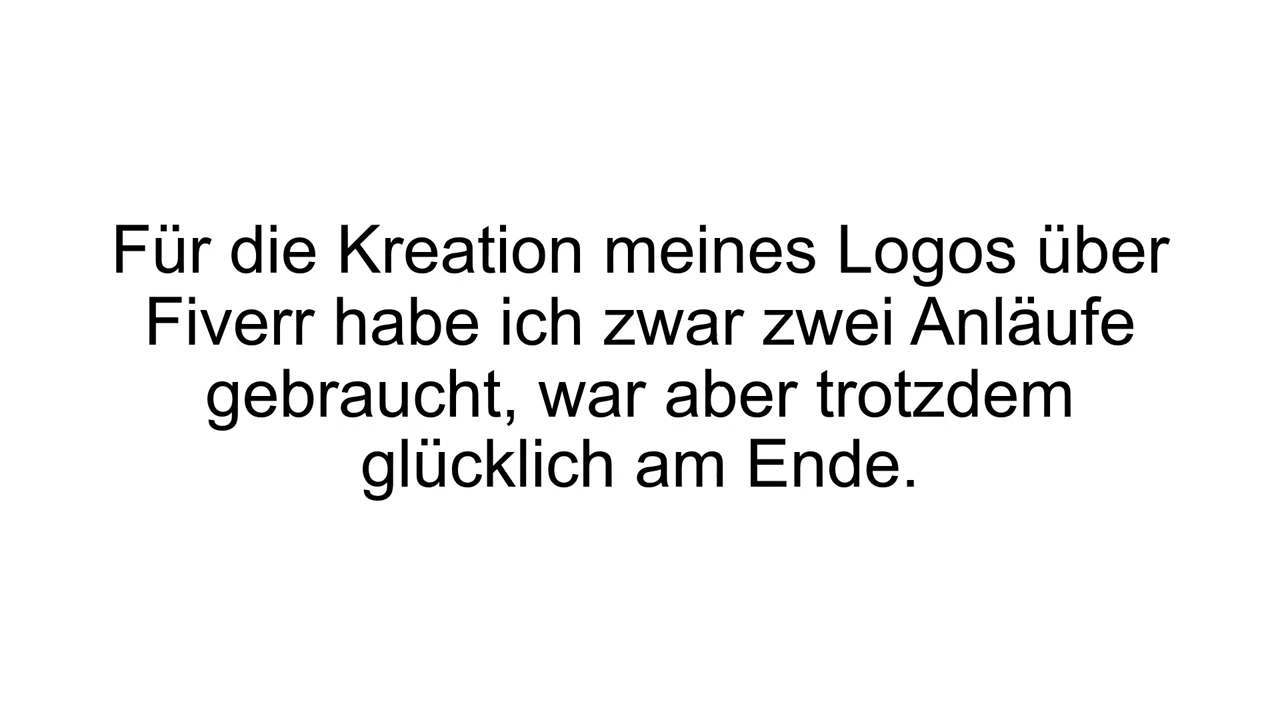 Für die Kreation meines Logos über
Fiverr habe ich zwar zwei Anläufe
gebraucht, war aber trotzdem
glücklich am Ende.